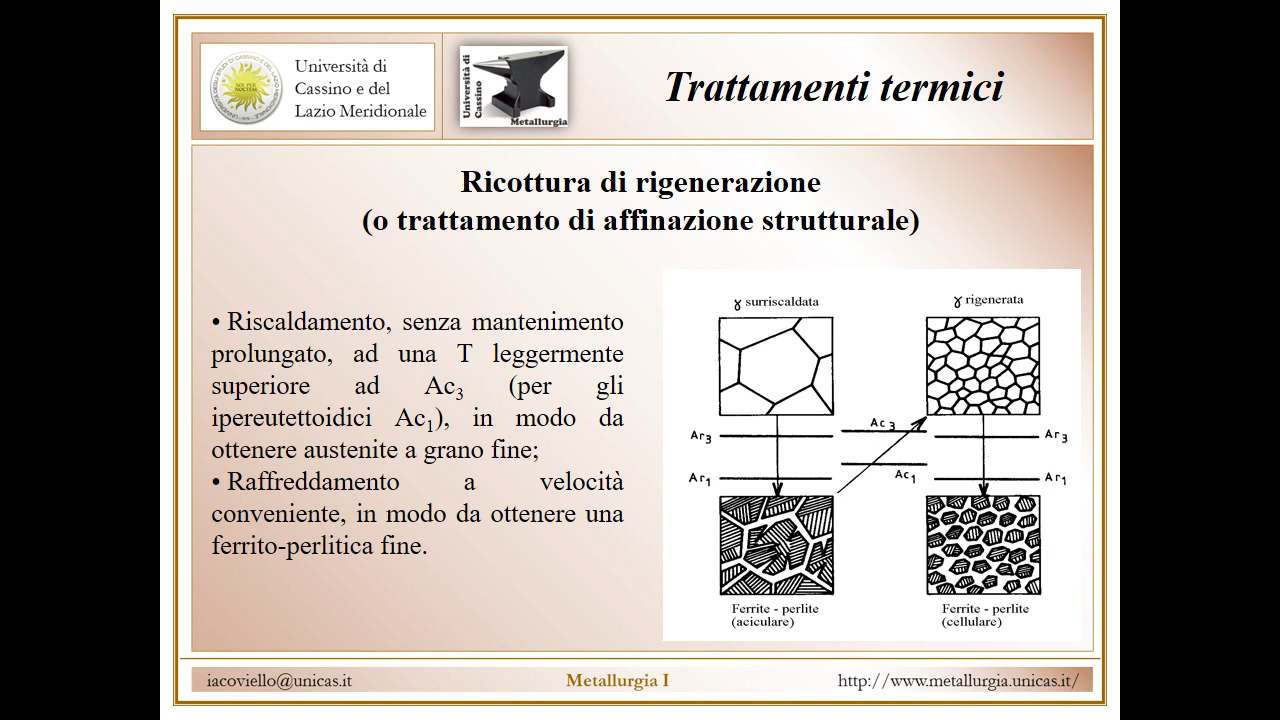 Università di
Cassino e del
Lazio Meridionale
Università di
Cassino
Metallurgia
Trattamenti termici
Ricottura di rigenerazione
(o trattamento di affinazione strutturale)
• Riscaldamento, senza mantenimento
prolungato, ad una T leggermente
superiore ad Ac3 (per gli
ipereutettoidici Ac1), in modo da
ottenere austenite a grano fine;
• Raffreddamento a velocità
conveniente, in modo da ottenere una
ferrito-perlitica fine.
γ surriscaldata
γ rigenerata
Ac3
Ar3
Ar3
Ar1
Ac1
Ar1
Ferrite - perlite
(aciculare)
Ferrite - perlite
(cellulare)
iacoviello@unicas.it
Metallurgia I
http://www.metallurgia.unicas.it/